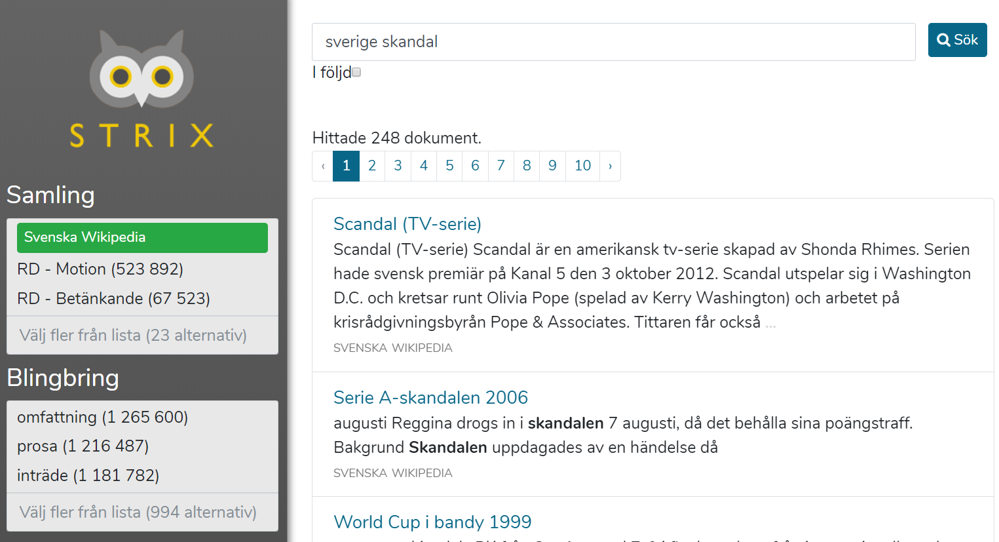 STRIX
Samling
Svenska Wikipedia
RD - Motion (523 892)
RD - Betänkande (67 523)
Välj fler från lista (23 alternativ)
Blingbring
omfattning (1 265 600)
prosa (1 216 487)
inträde (1 181 782)
Välj fler från lista (994 alternativ)
sverige skandal
Sök
I följd
Hittade 248 dokument.
‹ 1 2 3 4 5 6 7 8 9 10 ›
Scandal (TV-serie)
Scandal (TV-serie) Scandal är en amerikansk tv-serie skapad av Shonda Rhimes. Serien
hade svensk premiär på Kanal 5 den 3 oktober 2012. Scandal utspelar sig i Washington
D.C. och kretsar runt Olivia Pope (spelad av Kerry Washington) och arbetet på
krisrådgivningsbyrån Pope & Associates. Tittaren får också ...
SVENSKA WIKIPEDIA
Serie A-skandalen 2006
augusti Reggina drogs in i skandalen 7 augusti, då det behålla sina poängstraff.
Bakgrund Skandalen uppdagades av en händelse då
SVENSKA WIKIPEDIA
World Cup i bandy 1999